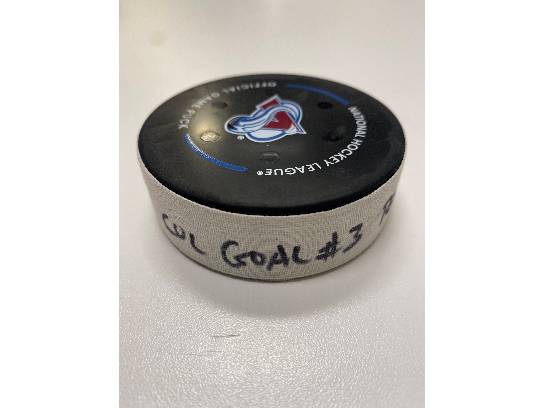 OFFICIAL GAME PUCK
NATIONAL HOCKEY LEAGUE®
®
COL GOAL #3